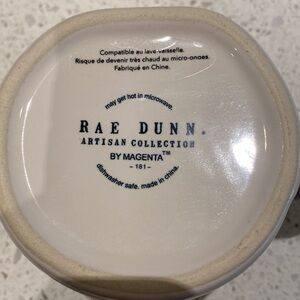 Compatible au lave-vaisselle.
Risque de devenir très chaud au micro-ondes.
Fabriqué en Chine.
may get hot in microwave.
RAE DUNN.
ARTISAN COLLECTION
BY MAGENTA™
- 181 -
dishwasher safe. made in china.